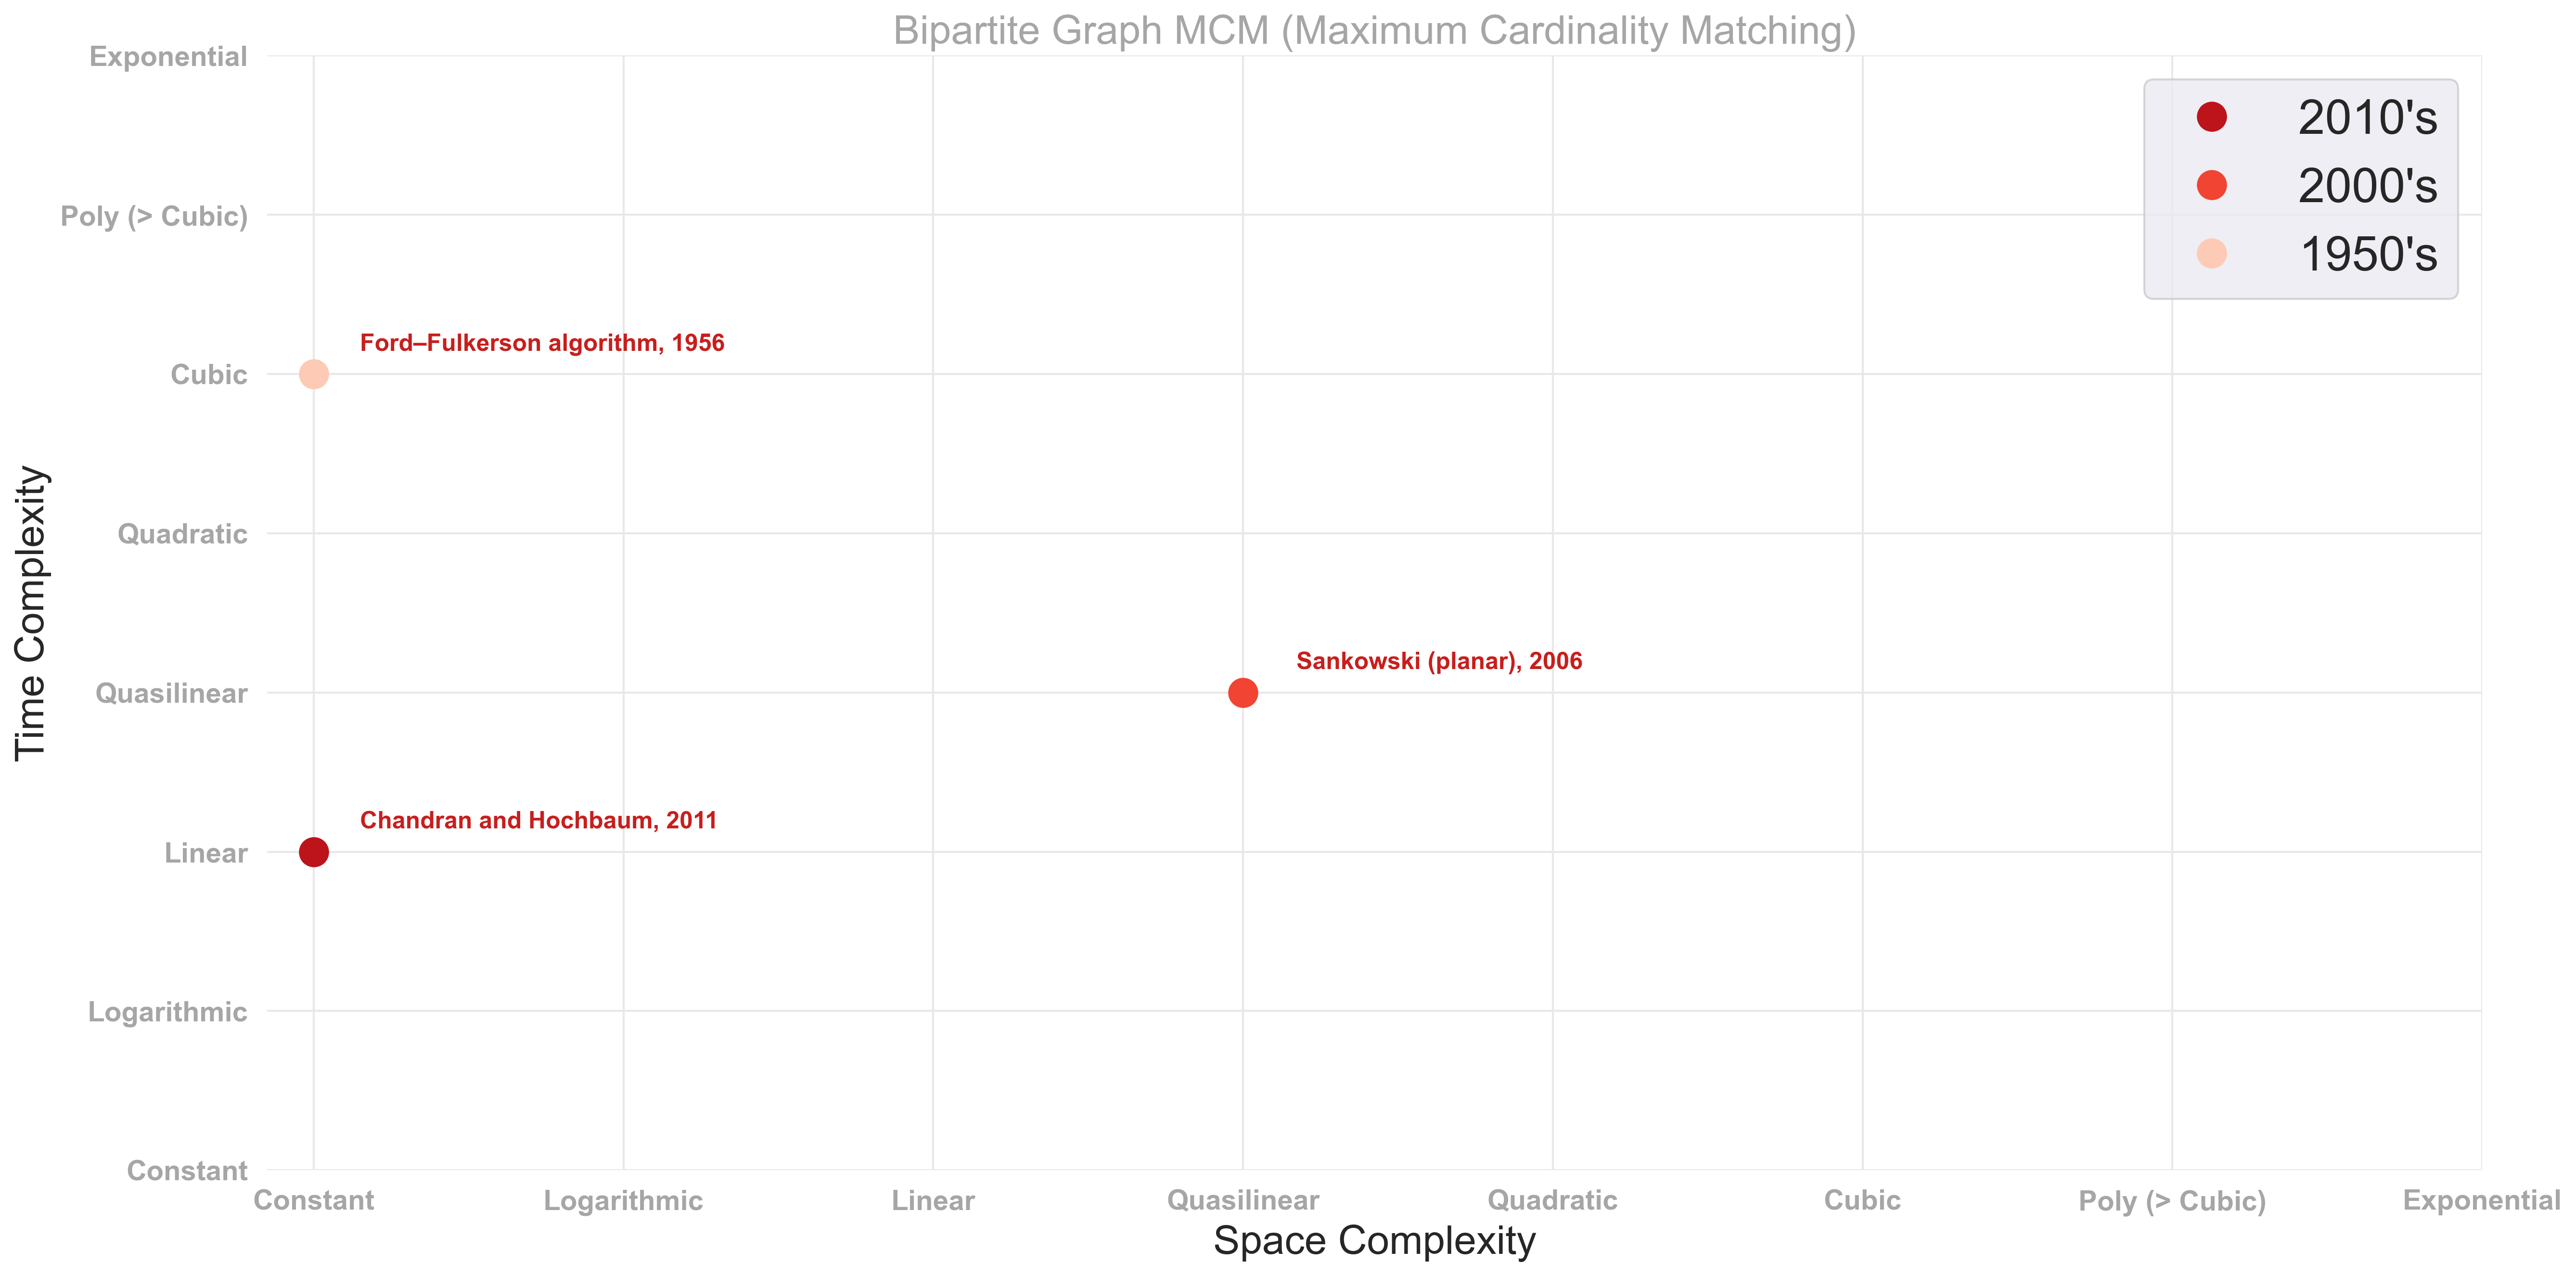 Bipartite Graph MCM (Maximum Cardinality Matching)
Exponential
Poly (> Cubic)
Cubic
Quadratic
Quasilinear
Linear
Logarithmic
Constant
Time Complexity
2010's
2000's
1950's
Ford–Fulkerson algorithm, 1956
Sankowski (planar), 2006
Chandran and Hochbaum, 2011
Constant
Logarithmic
Linear
Quasilinear
Quadratic
Cubic
Poly (> Cubic)
Exponential
Space Complexity